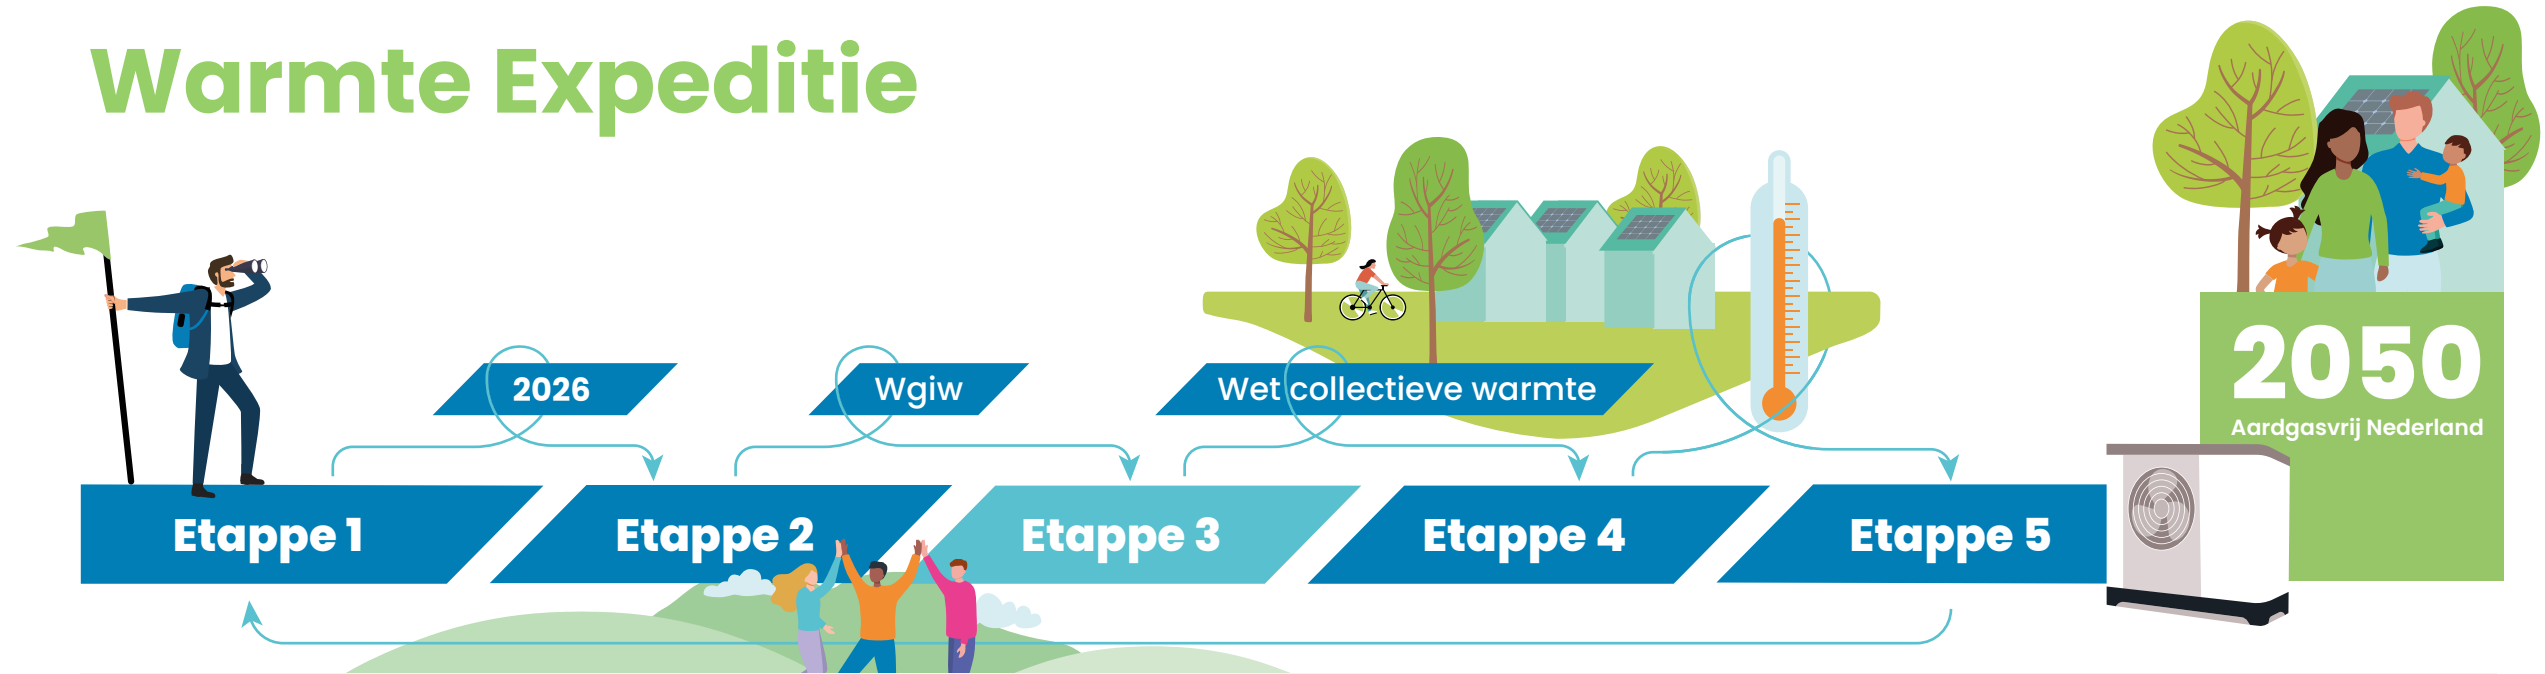 Warmte Expeditie
2026
Wgiw
Wet collectieve warmte
2050
Aardgasvrij Nederland
Etappe 1
Etappe 2
Etappe 3
Etappe 4
Etappe 5